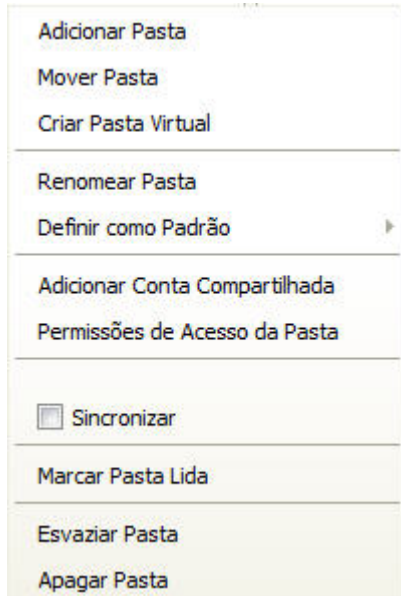 Adicionar Pasta
Mover Pasta
Criar Pasta Virtual
Renomear Pasta
Definir como Padrão
Adicionar Conta Compartilhada
Permissões de Acesso da Pasta
Sincronizar
Marcar Pasta Lida
Esvaziar Pasta
Apagar Pasta